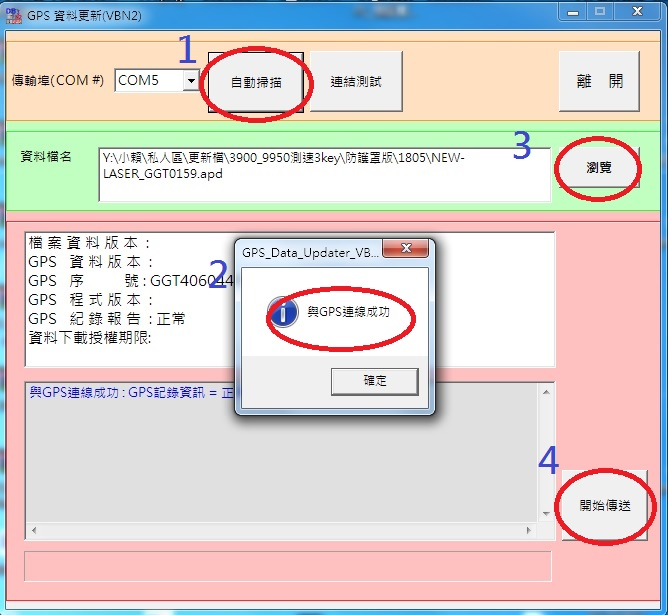 GPS 資料更新(VBN2)
1
傳輸埠(COM #)
COM5
自動掃描
連結測試
離 開
資料檔名
Y:\小賴\私人區\更新檔\3900_9950測速3key\防護罩版\1805\NEW-
LASER_GGT0159.apd
3
瀏覽
檔 案 資 料 版 本 :
GPS 資 料 版 本 :
GPS 序 號 : GGT406044
GPS 程 式 版 本 :
GPS 紀 錄 報 告 : 正常
資料下載授權期限:
2
GPS_Data_Updater_VB...
與GPS連線成功
確定
與GPS連線成功 : GPS記錄資訊 = 正
4
開始傳送